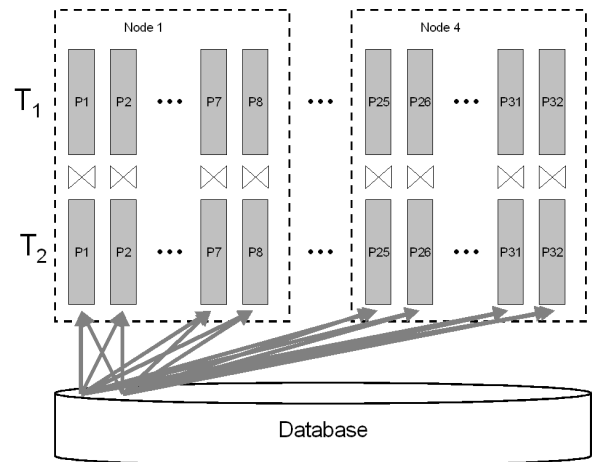 Node 1 Node 4
T1 P1 P2 ••• P7 P8 ••• P25 P26 ••• P31 P32
T2 P1 P2 ••• P7 P8 ••• P25 P26 ••• P31 P32
Database